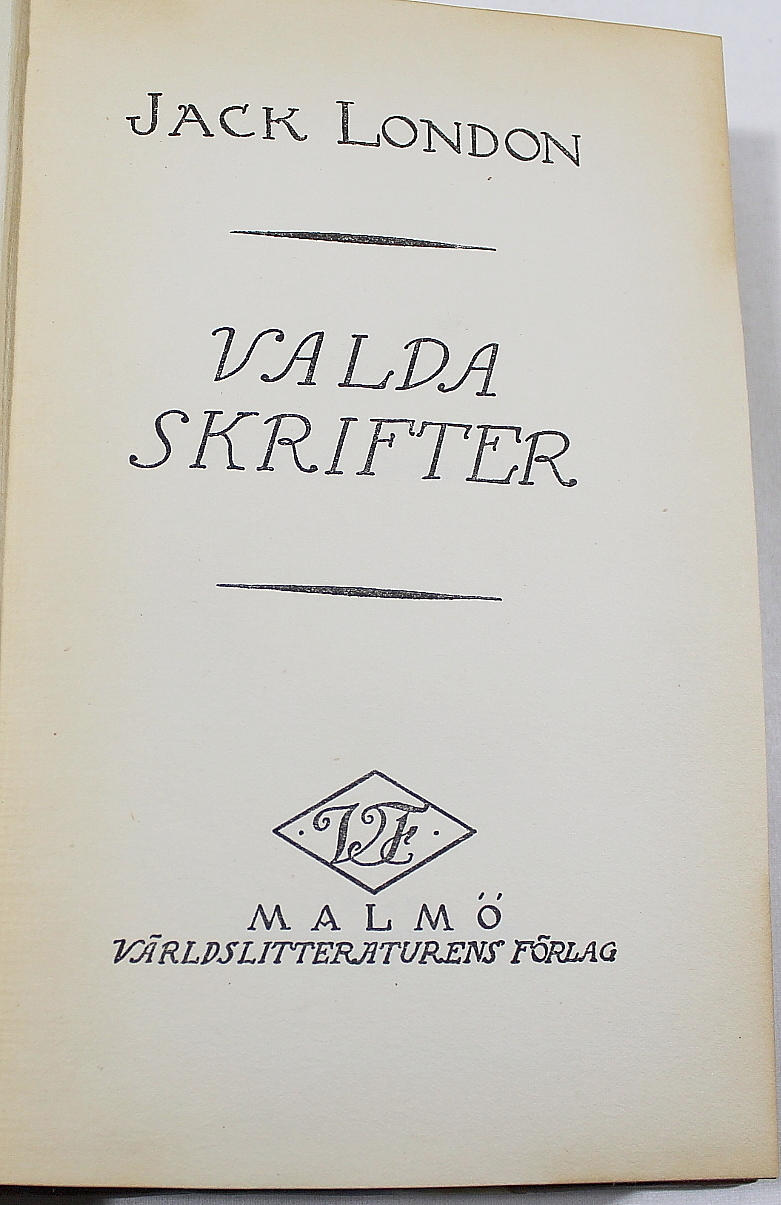 JACK LONDON
VALDA
SKRIFTER
VF
MALMÖ
VÄRLDSLITTERATURENS FÖRLAG